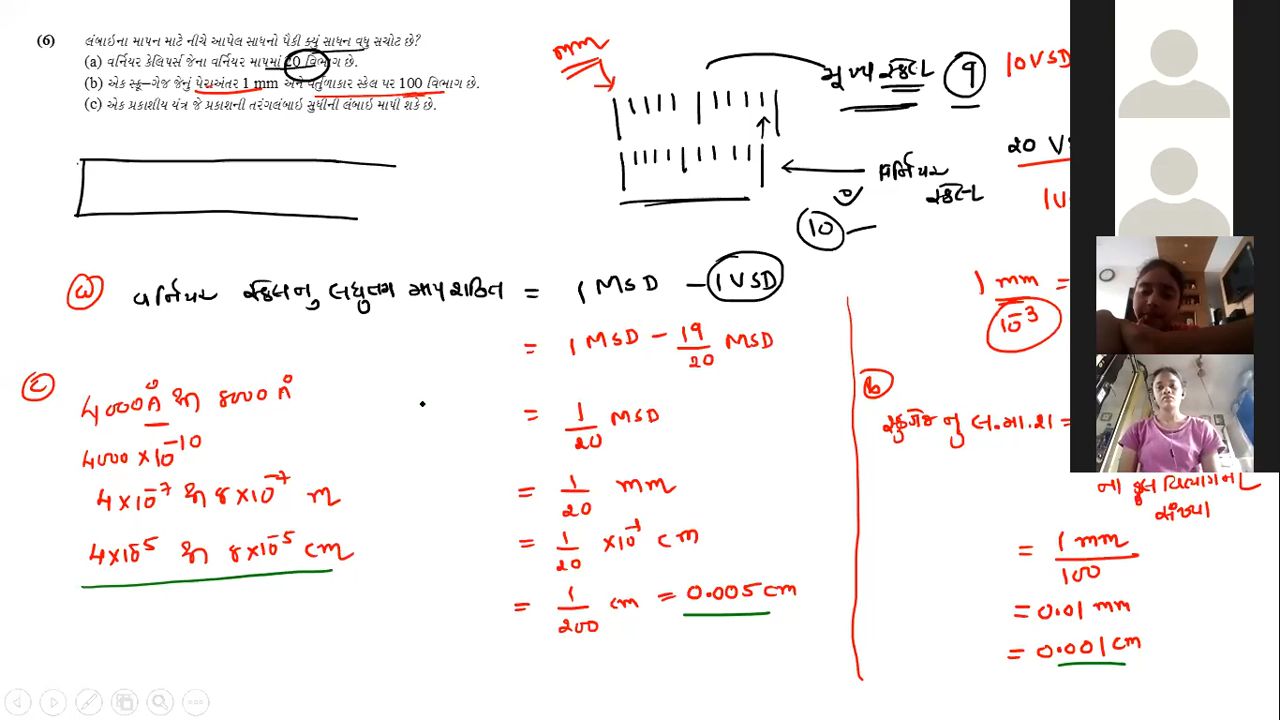 (6) લંબાઈના માપન માટે નીચે આપેલ સાધનો પૈકી ક્યું સાધન વધુ સચોટ છે?
(a) વર્નિયર કેલિપર્સ જેના વર્નિયર માપમાં 20 વિભાગ છે.
(b) એક સ્ક્રૂ–ગેજ જેનું પેચઅંતર 1 mm અને વર્તુળાકાર સ્કેલ પર 100 વિભાગ છે.
(c) એક પ્રકાશીય યંત્ર જે પ્રકાશની તરંગલંબાઈ સુધીની લંબાઈ માપી શકે છે.
mm
મુખ્ય સ્કેલ 9
10 VSD
વર્નિયર સ્કેલ
10
20 VS
1V
(a) વર્નિયર સ્કેલનુ લઘુતમ માપ શક્તિ = 1 MSD - 1 VSD
= 1 MSD - 19/20 MSD
= 1/20 MSD
= 1/20 mm
= 1/20 × 10⁻¹ cm
= 1/200 cm = 0.005 cm
(c) 4000 Å થી 8000 Å
4000 × 10⁻¹⁰
4 × 10⁻⁷ થી 8 × 10⁻⁷ m
4 × 10⁻⁵ થી 8 × 10⁻⁵ cm
1 mm =
10⁻³
(b)
સ્ક્રુગેજ નુ લ.મા.શ =
ના કુલ વિભાગની
સંખ્યા
= 1 mm / 100
= 0.01 mm
= 0.001 cm